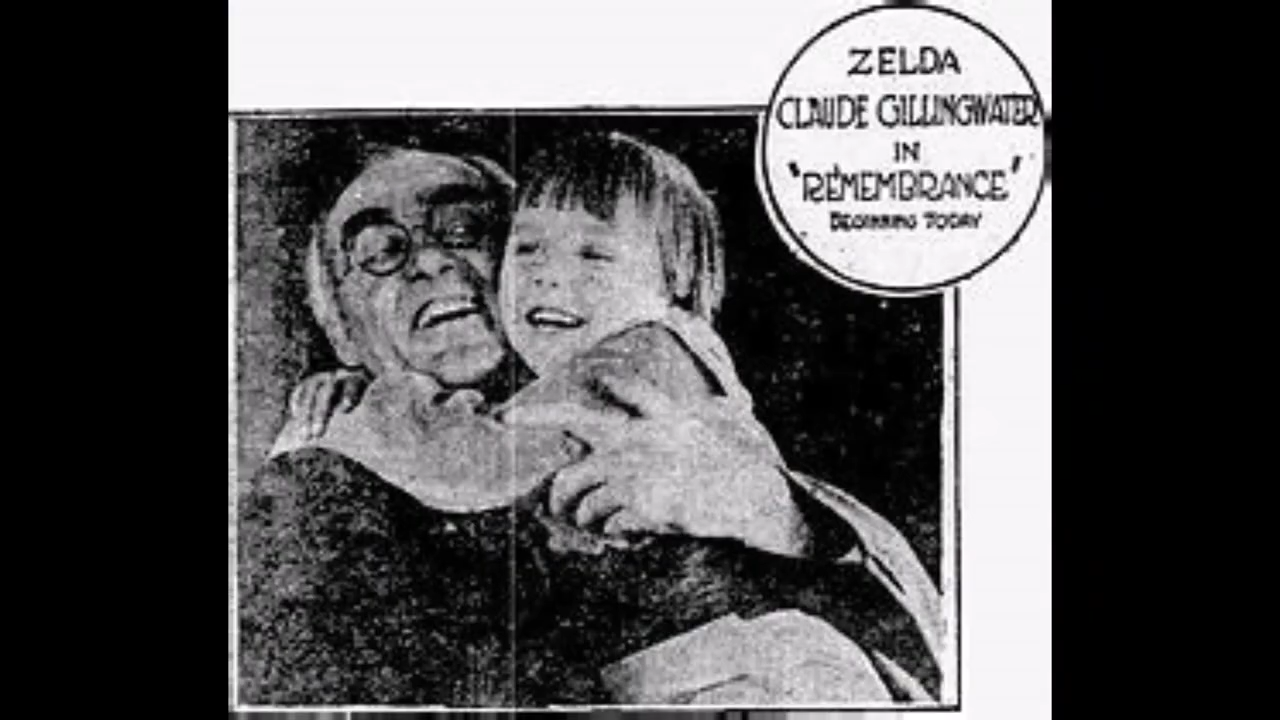 ZELDA
CLAUDE GILLINGWATER
IN
"REMEMBRANCE"
BEGINNING TODAY